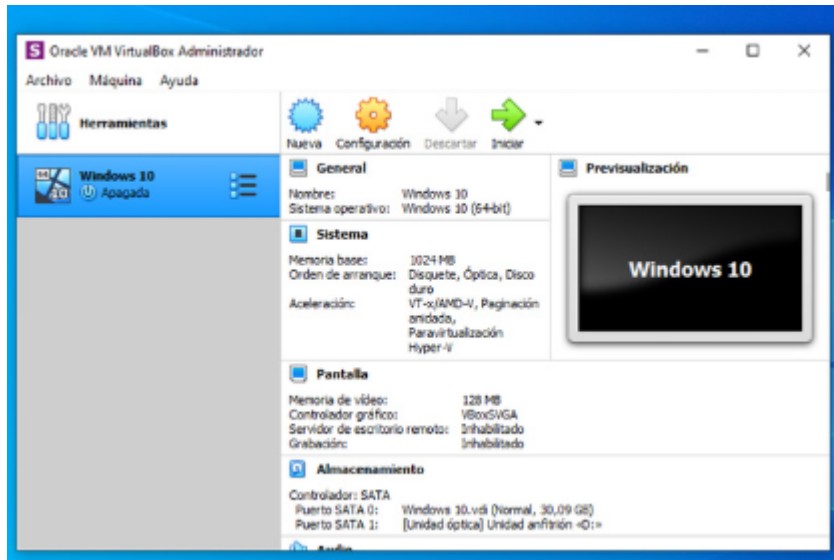 Oracle VM VirtualBox Administrador
Archivo Máquina Ayuda
Herramientas
Nueva Configuración Descartar Iniciar
Windows 10
Apagada
General
Nombre: Windows 10
Sistema operativo: Windows 10 (64-bit)
Previsualización
Windows 10
Sistema
Memoria base: 1024 MB
Orden de arranque: Disquete, Óptica, Disco
duro
Aceleración: VT-x/AMD-V, Paginación
anidada,
Paravirtualización
Hyper-V
Pantalla
Memoria de vídeo: 128 MB
Controlador gráfico: VBoxSVGA
Servidor de escritorio remoto: Inhabilitado
Grabación: Inhabilitado
Almacenamiento
Controlador: SATA
Puerto SATA 0: Windows 10.vdi (Normal, 30,09 GB)
Puerto SATA 1: [Unidad óptica] Unidad anfitrión «D:»
Audio